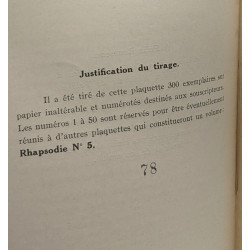 Justification du tirage.
Il a été tiré de cette plaquette 300 exemplaires sur
papier inaltérable et numérotés destinés aux souscripteurs.
Les numéros 1 à 50 sont réservés pour être éventuellement
réunis à d'autres plaquettes qui constitueront un volume:
Rhapsodie N° 5.
78